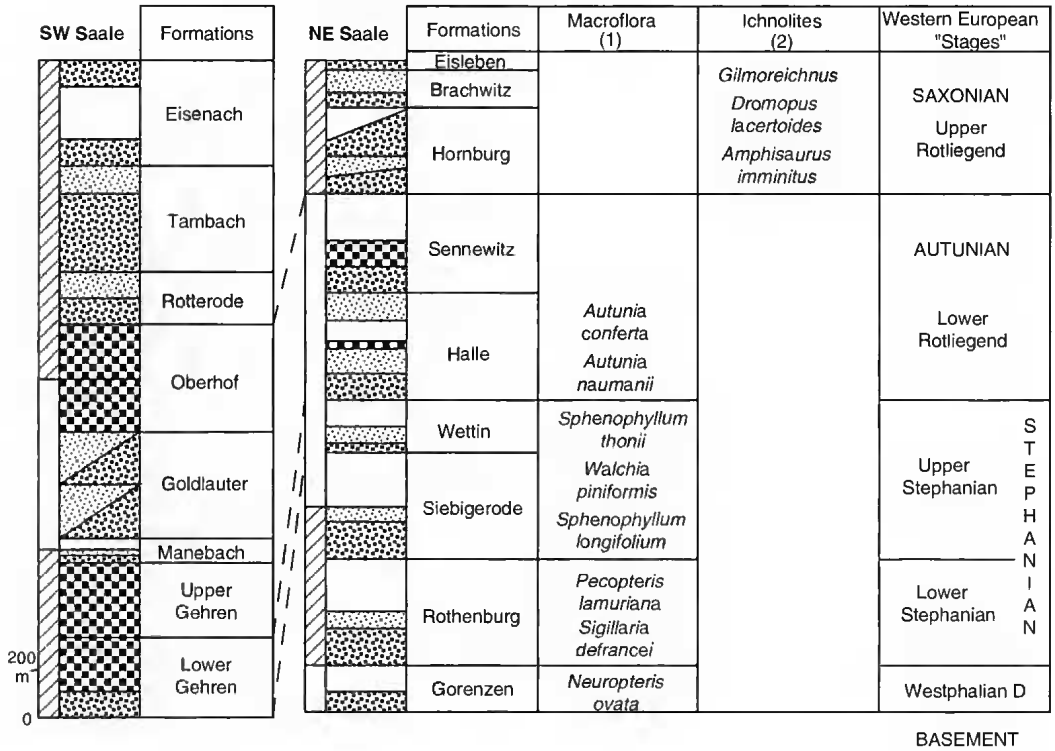 SW Saale
Formations
Eisenach
Tambach
Rotterode
Oberhof
Goldlauter
Manebach
Upper
Gehren
Lower
Gehren
200
m
0
NE Saale
Formations
Eisleben
Brachwitz
Hornburg
Sennewitz
Halle
Wettin
Siebigerode
Rothenburg
Gorenzen
Macroflora
(1)
Autunia
conferta
Autunia
naumanii
Sphenophyllum
thonii
Walchia
piniformis
Sphenophyllum
longifolium
Pecopteris
lamuriana
Sigillaria
defrancei
Neuropteris
ovata
Ichnolites
(2)
Gilmoreichnus
Dromopus
lacertoides
Amphisaurus
imminitus
Western European
"Stages"
SAXONIAN
Upper
Rotliegend
AUTUNIAN
Lower
Rotliegend
Upper
Stephanian
Lower
Stephanian
STEPHANIAN
Westphalian D
BASEMENT